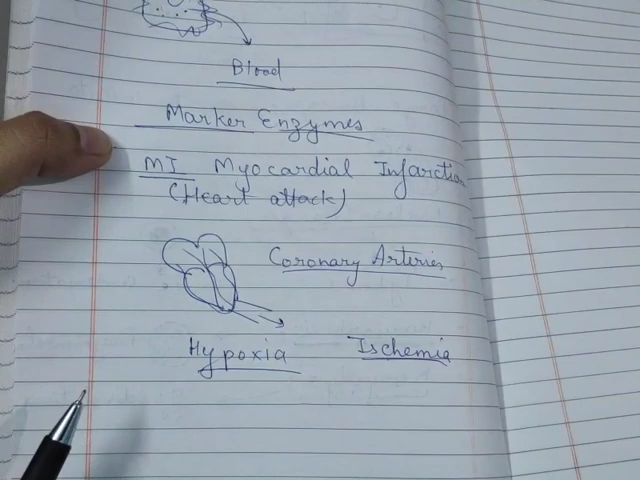 Blood
Marker Enzymes
MI Myocardial Infarction
(Heart attack)
Coronary Arteries
Hypoxia Ischemia